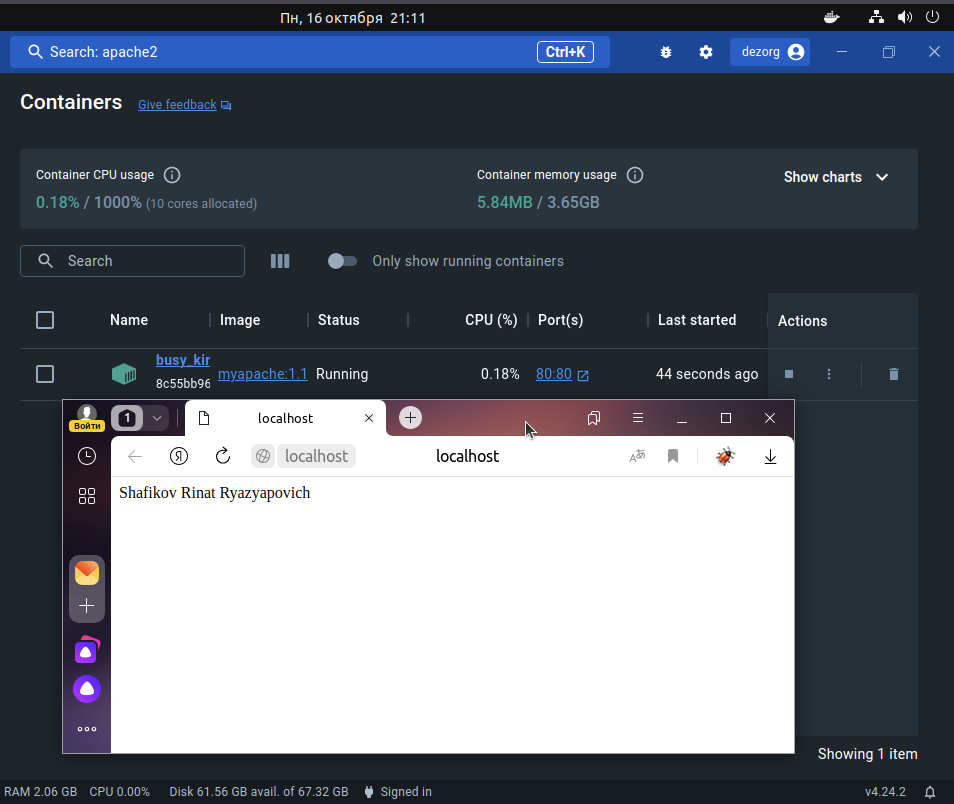 Пн, 16 октября 21:11
Search: apache2 Ctrl+K dezorg
Containers Give feedback
Container CPU usage Container memory usage Show charts
0.18% / 1000% (10 cores allocated) 5.84MB / 3.65GB
Search Only show running containers
Name Image Status CPU (%) Port(s) Last started Actions
busy_kir
8c55bb96 myapache:1.1 Running 0.18% 80:80 44 seconds ago
Войти 1 localhost
localhost localhost
Shafikov Rinat Ryazyapovich
Showing 1 item
RAM 2.06 GB CPU 0.00% Disk 61.56 GB avail. of 67.32 GB Signed in v4.24.2